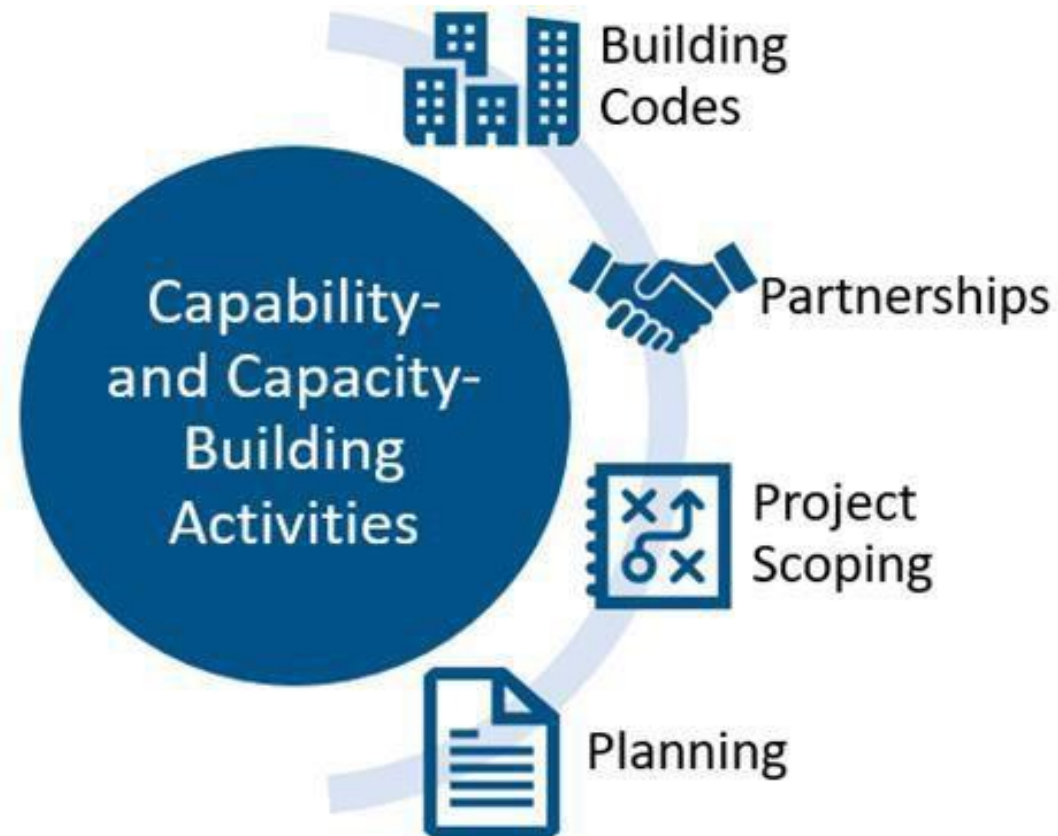 Building
Codes
Capability-
and Capacity-
Building
Activities
Partnerships
Project
Scoping
Planning